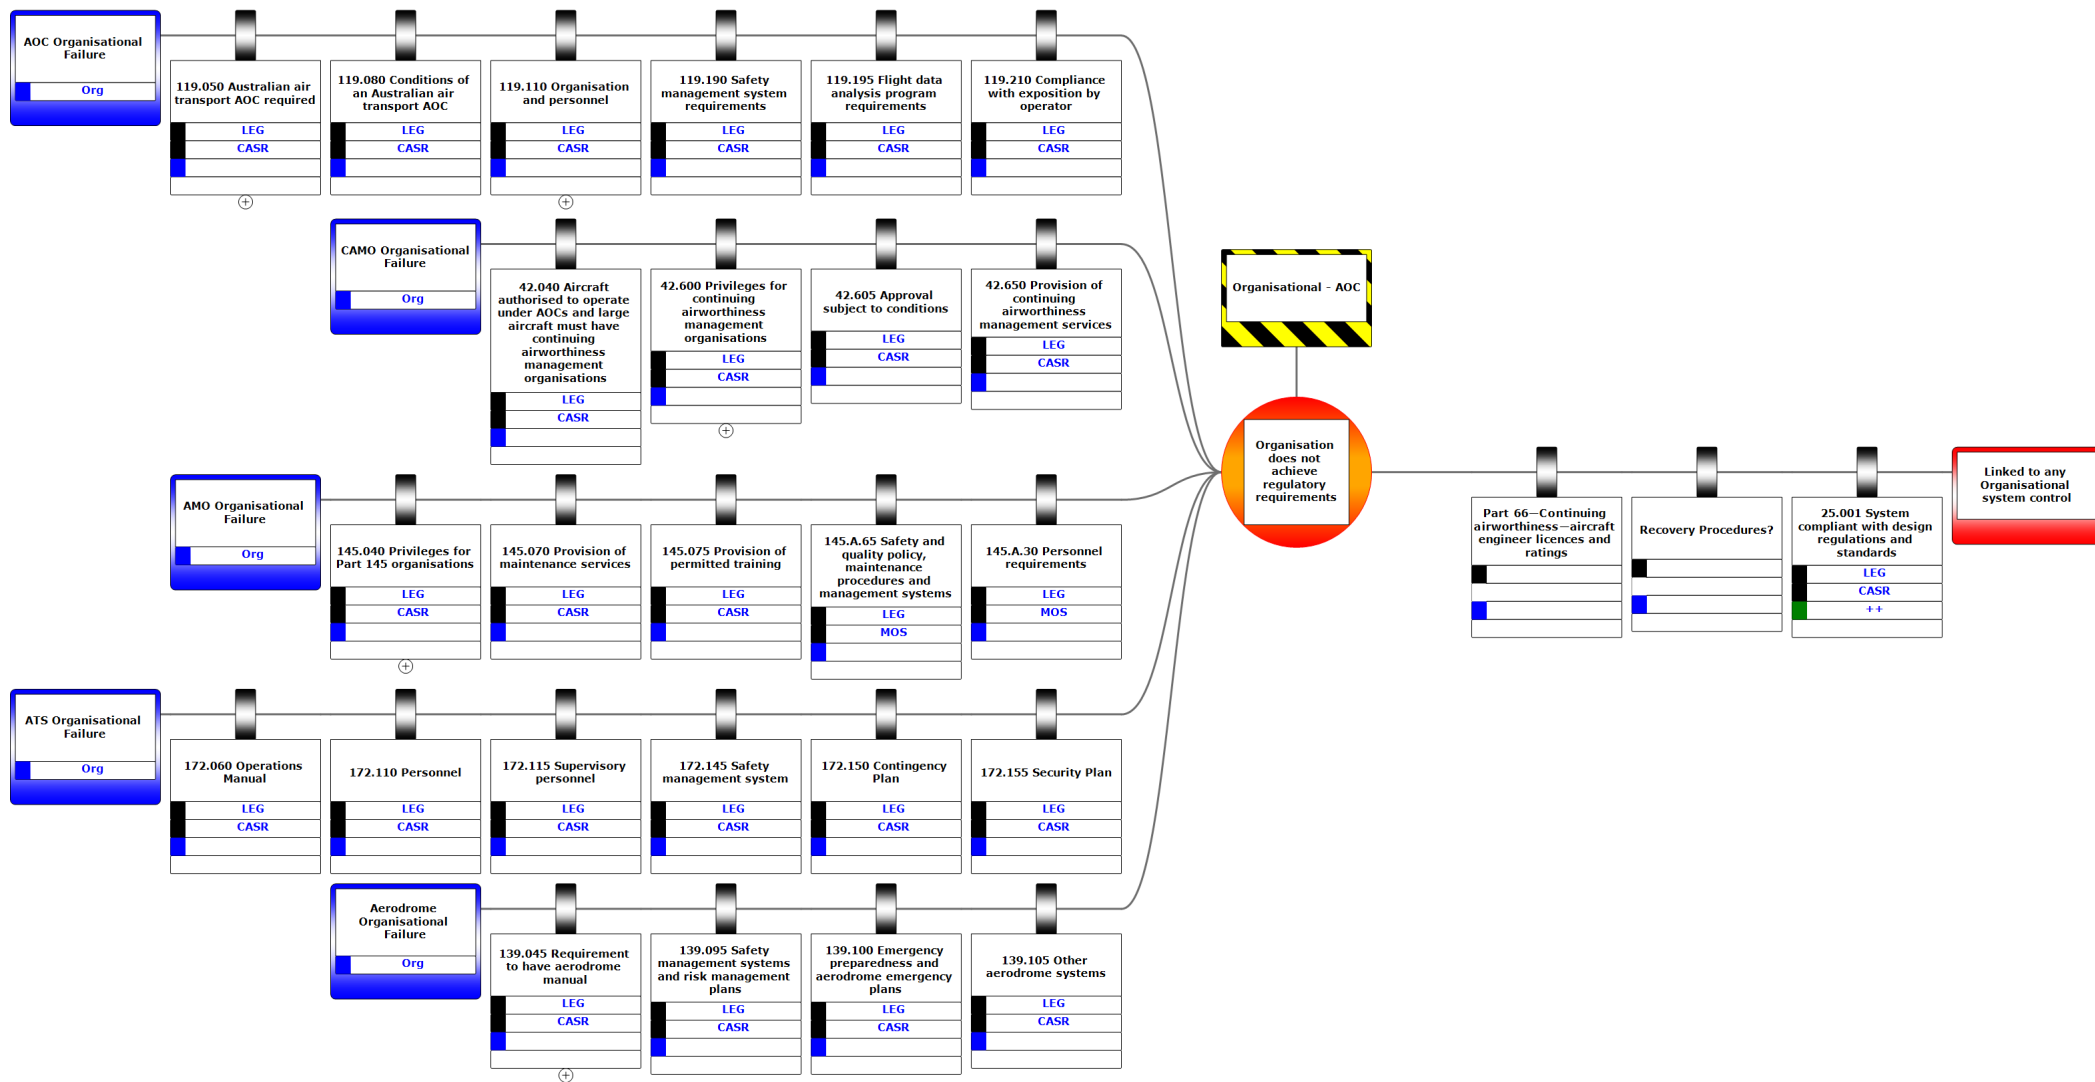 AOC Organisational
Failure
Org
119.050 Australian air
transport AOC required
LEG
CASR
119.080 Conditions of
an Australian air
transport AOC
LEG
CASR
119.110 Organisation
and personnel
LEG
CASR
119.190 Safety
management system
requirements
LEG
CASR
119.195 Flight data
analysis program
requirements
LEG
CASR
119.210 Compliance
with exposition by
operator
LEG
CASR
CAMO Organisational
Failure
Org
42.040 Aircraft
authorised to operate
under AOCs and large
aircraft must have
continuing
airworthiness
management
organisations
LEG
CASR
42.600 Privileges for
continuing
airworthiness
management
organisations
LEG
CASR
42.605 Approval
subject to conditions
LEG
CASR
42.650 Provision of
continuing
airworthiness
management services
LEG
CASR
AMO Organisational
Failure
Org
145.040 Privileges for
Part 145 organisations
LEG
CASR
145.070 Provision of
maintenance services
LEG
CASR
145.075 Provision of
permitted training
LEG
CASR
145.A.65 Safety and
quality policy,
maintenance
procedures and
management systems
LEG
MOS
145.A.30 Personnel
requirements
LEG
MOS
ATS Organisational
Failure
Org
172.060 Operations
Manual
LEG
CASR
172.110 Personnel
LEG
CASR
172.115 Supervisory
personnel
LEG
CASR
172.145 Safety
management system
LEG
CASR
172.150 Contingency
Plan
LEG
CASR
172.155 Security Plan
LEG
CASR
Aerodrome
Organisational
Failure
Org
139.045 Requirement
to have aerodrome
manual
LEG
CASR
139.095 Safety
management systems
and risk management
plans
LEG
CASR
139.100 Emergency
preparedness and
aerodrome emergency
plans
LEG
CASR
139.105 Other
aerodrome systems
LEG
CASR
Organisational - AOC
Organisation
does not
achieve
regulatory
requirements
Part 66—Continuing
airworthiness—aircraft
engineer licences and
ratings
Recovery Procedures?
25.001 System
compliant with design
regulations and
standards
LEG
CASR
++
Linked to any
Organisational
system control